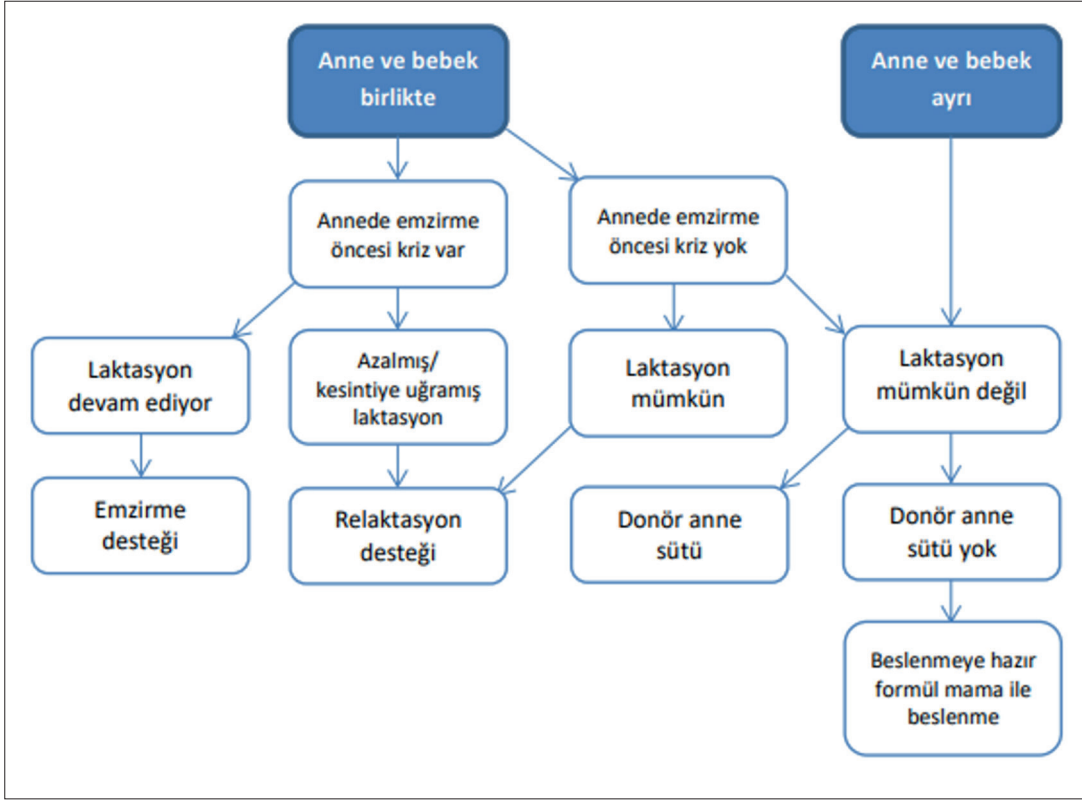 Anne ve bebek
birlikte
Anne ve bebek
ayrı
Annede emzirme
öncesi kriz var
Annede emzirme
öncesi kriz yok
Laktasyon
devam ediyor
Azalmış/
kesintiye uğramış
laktasyon
Laktasyon
mümkün
Laktasyon
mümkün değil
Emzirme
desteği
Relaktasyon
desteği
Donör anne
sütü
Donör anne
sütü yok
Beslenmeye hazır
formül mama ile
beslenme